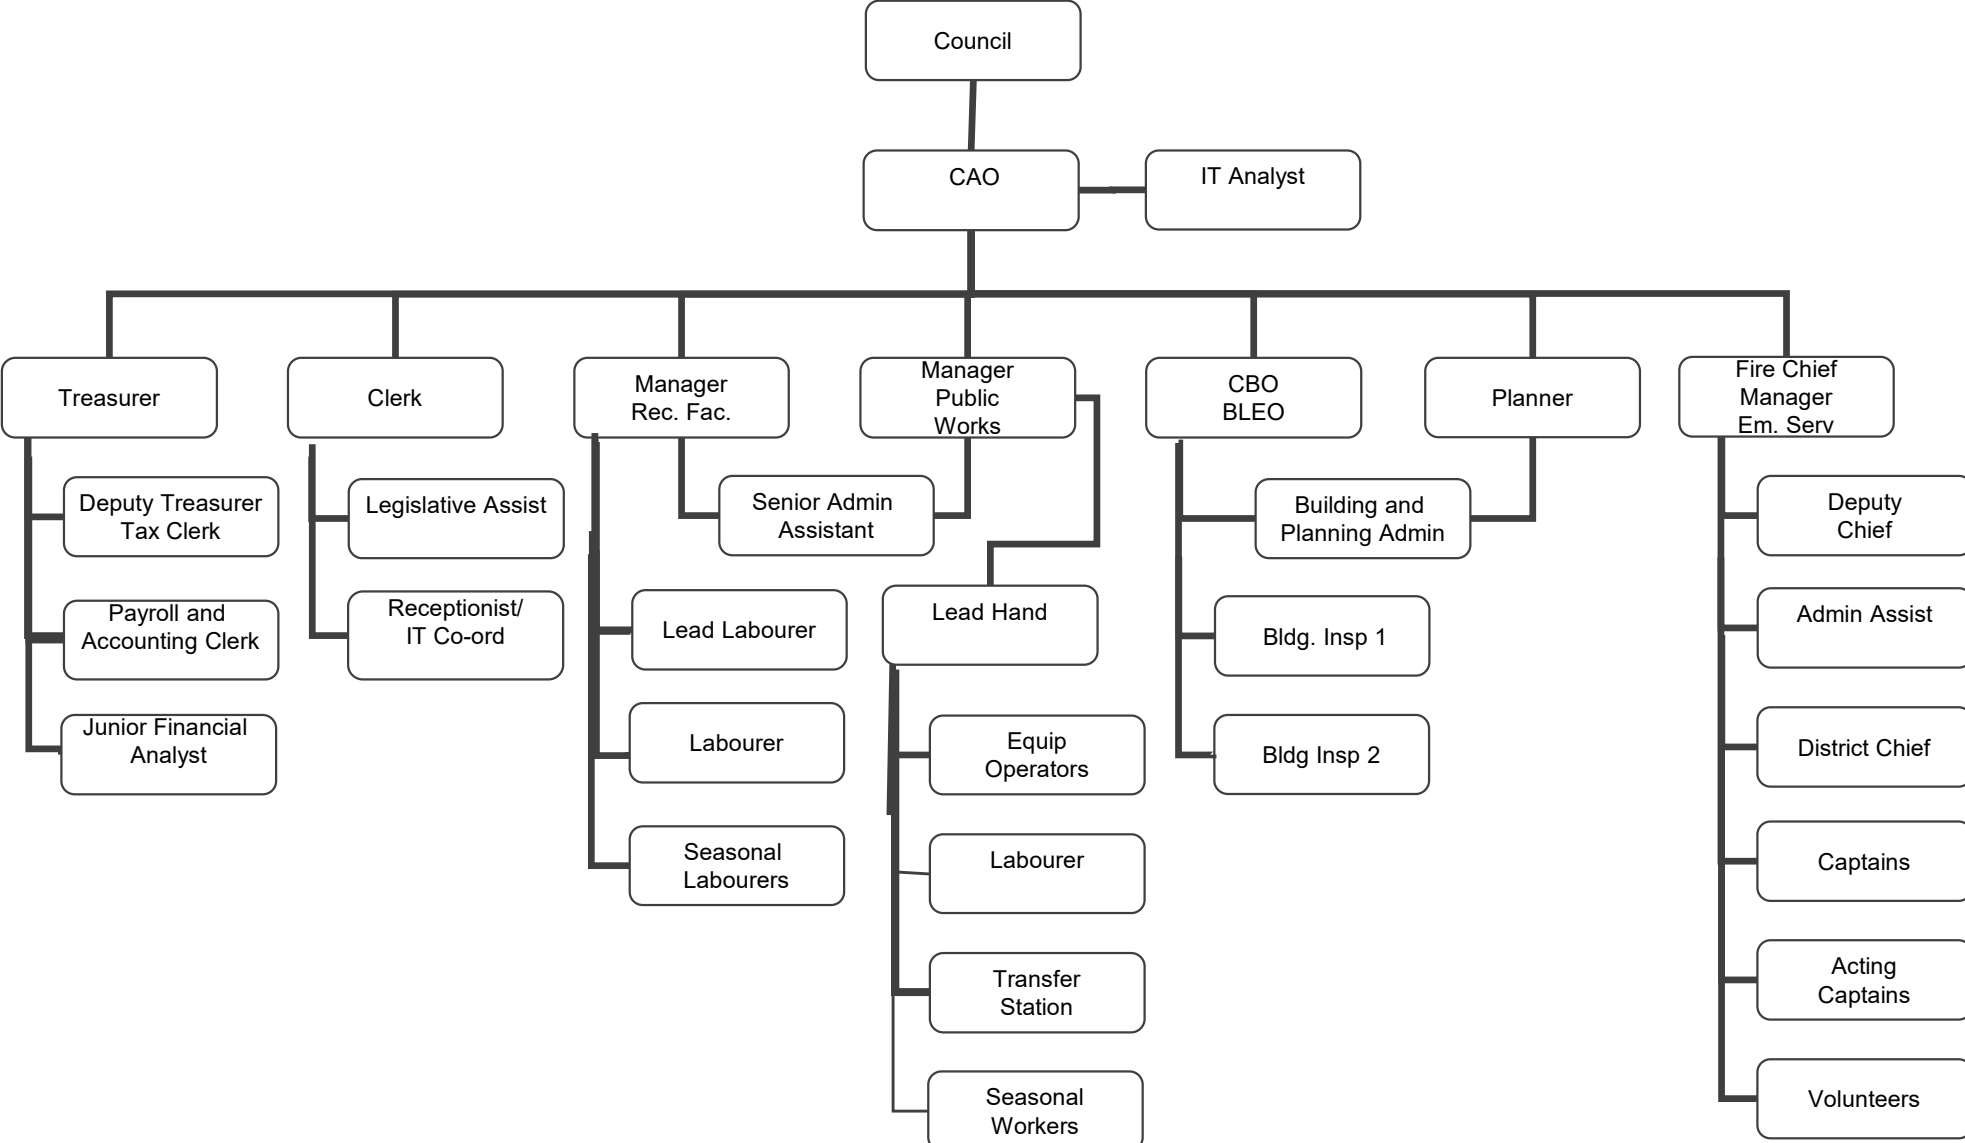 Council
CAO
IT Analyst
Treasurer
Clerk
Manager
Rec. Fac.
Manager
Public
Works
CBO
BLEO
Planner
Fire Chief
Manager
Em. Serv
Deputy Treasurer
Tax Clerk
Legislative Assist
Senior Admin
Assistant
Building and
Planning Admin
Deputy
Chief
Payroll and
Accounting Clerk
Receptionist/
IT Co-ord
Lead Labourer
Lead Hand
Bldg. Insp 1
Admin Assist
Junior Financial
Analyst
Labourer
Equip
Operators
Bldg Insp 2
District Chief
Seasonal
Labourers
Labourer
Captains
Transfer
Station
Acting
Captains
Seasonal
Workers
Volunteers